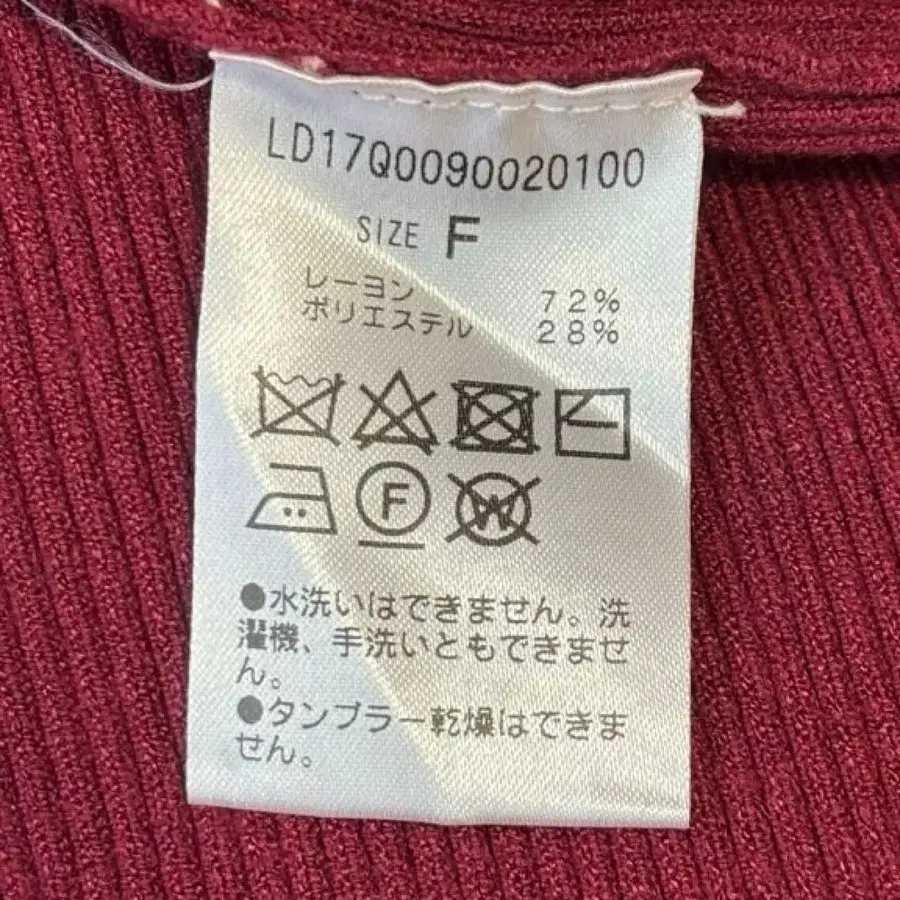 LD17Q0090020100
SIZE F
レーヨン 72%
ポリエステル 28%
F W
●水洗いはできません。洗
濯機、手洗いともできませ
ん。
●タンブラー乾燥はできま
せん。